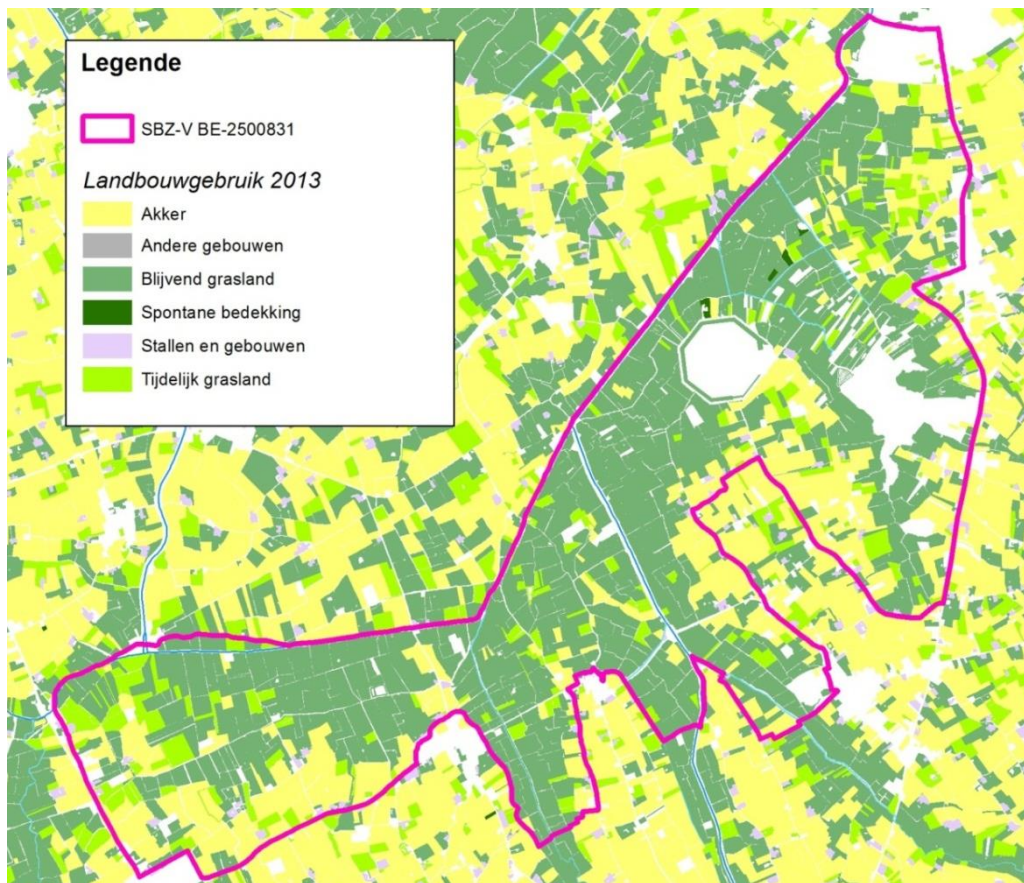 Legende
SBZ-V BE-2500831
Landbouwgebruik 2013
Akker
Andere gebouwen
Blijvend grasland
Spontane bedekking
Stallen en gebouwen
Tijdelijk grasland